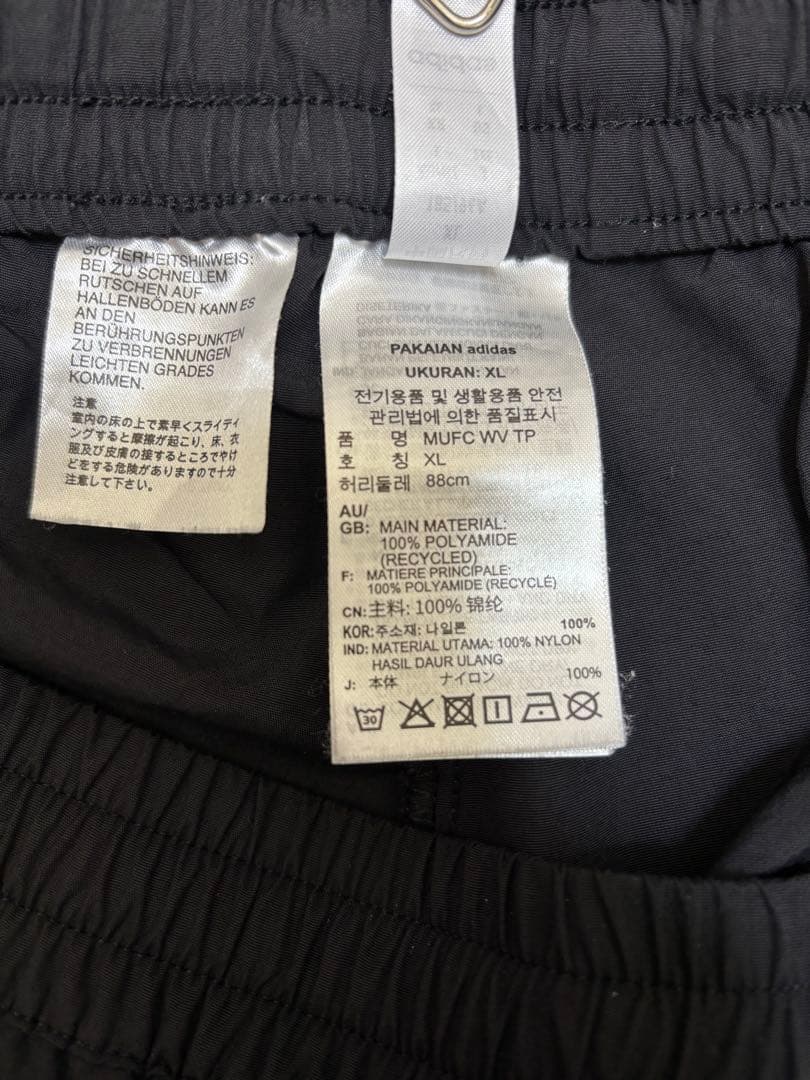 SICHERHEITSHINWEIS:
BEI ZU SCHNELLEM
RUTSCHEN AUF
HALLENBÖDEN KANN ES
AN DEN
BERÜHRUNGSPUNKTEN
ZU VERBRENNUNGEN
LEICHTEN GRADES
KOMMEN.
注意
室内の床の上で素早くスライディ
ングすると摩擦が起こり、床、衣
服及び皮膚の接するところでやけ
どをする危険がありますので十分
注意して下さい。
adidas
PAKAIAN adidas
UKURAN: XL
전기용품 및 생활용품 안전
관리법에 의한 품질표시
품 명 MUFC WV TP
호 칭 XL
허리둘레 88cm
AU/
GB: MAIN MATERIAL:
100% POLYAMIDE
(RECYCLED)
F: MATIERE PRINCIPALE:
100% POLYAMIDE (RECYCLÉ)
CN:主料: 100% 锦纶
KOR:주소재: 나일론 100%
IND: MATERIAL UTAMA: 100% NYLON
HASIL DAUR ULANG
J: 本体 ナイロン 100%
30